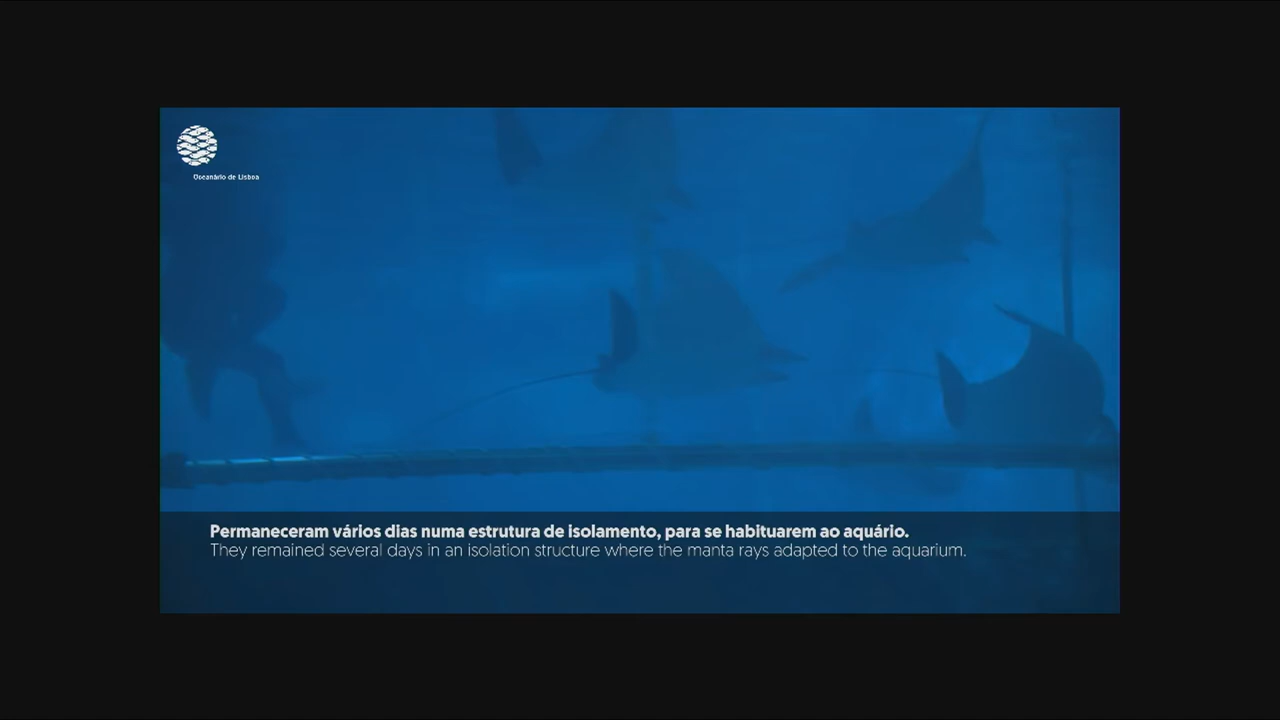 Oceanário de Lisboa
Permaneceram vários dias numa estrutura de isolamento, para se habituarem ao aquário.
They remained several days in an isolation structure where the manta rays adapted to the aquarium.